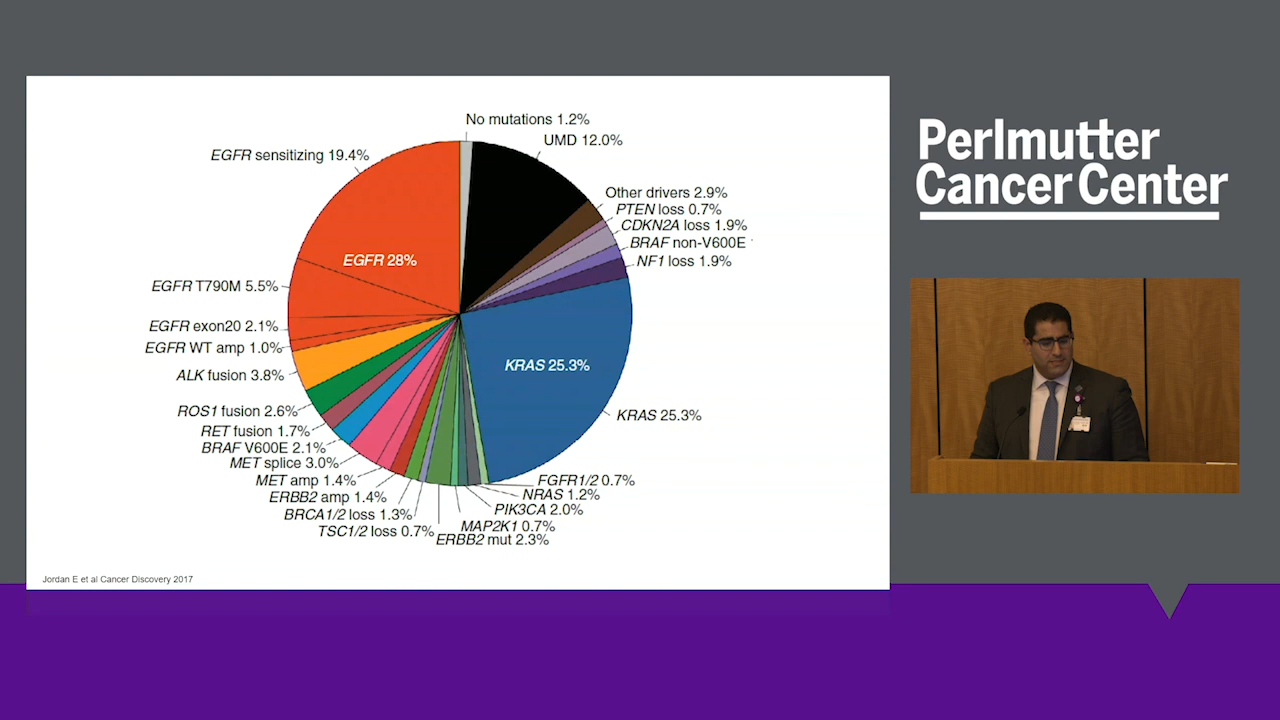 No mutations 1.2%
UMD 12.0%
EGFR sensitizing 19.4%
Other drivers 2.9%
PTEN loss 0.7%
CDKN2A loss 1.9%
BRAF non-V600E
NF1 loss 1.9%
EGFR 28%
EGFR T790M 5.5%
EGFR exon20 2.1%
EGFR WT amp 1.0%
ALK fusion 3.8%
KRAS 25.3%
ROS1 fusion 2.6%
KRAS 25.3%
RET fusion 1.7%
BRAF V600E 2.1%
MET splice 3.0%
MET amp 1.4%
ERBB2 amp 1.4%
BRCA1/2 loss 1.3%
TSC1/2 loss 0.7%
FGFR1/2 0.7%
NRAS 1.2%
PIK3CA 2.0%
MAP2K1 0.7%
ERBB2 mut 2.3%
Jordan E et al Cancer Discovery 2017
Perlmutter
Cancer Center